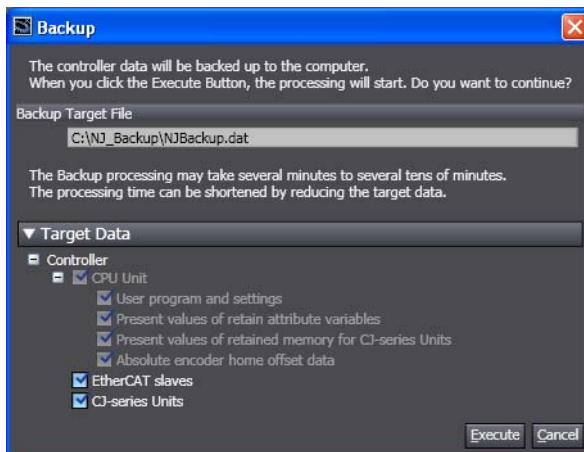 Backup
The controller data will be backed up to the computer.
When you click the Execute Button, the processing will start. Do you want to continue?
Backup Target File
C:\NJ_Backup\NJBackup.dat
The Backup processing may take several minutes to several tens of minutes.
The processing time can be shortened by reducing the target data.
Target Data
Controller
CPU Unit
User program and settings
Present values of retain attribute variables
Present values of retained memory for CJ-series Units
Absolute encoder home offset data
EtherCAT slaves
CJ-series Units
Execute Cancel